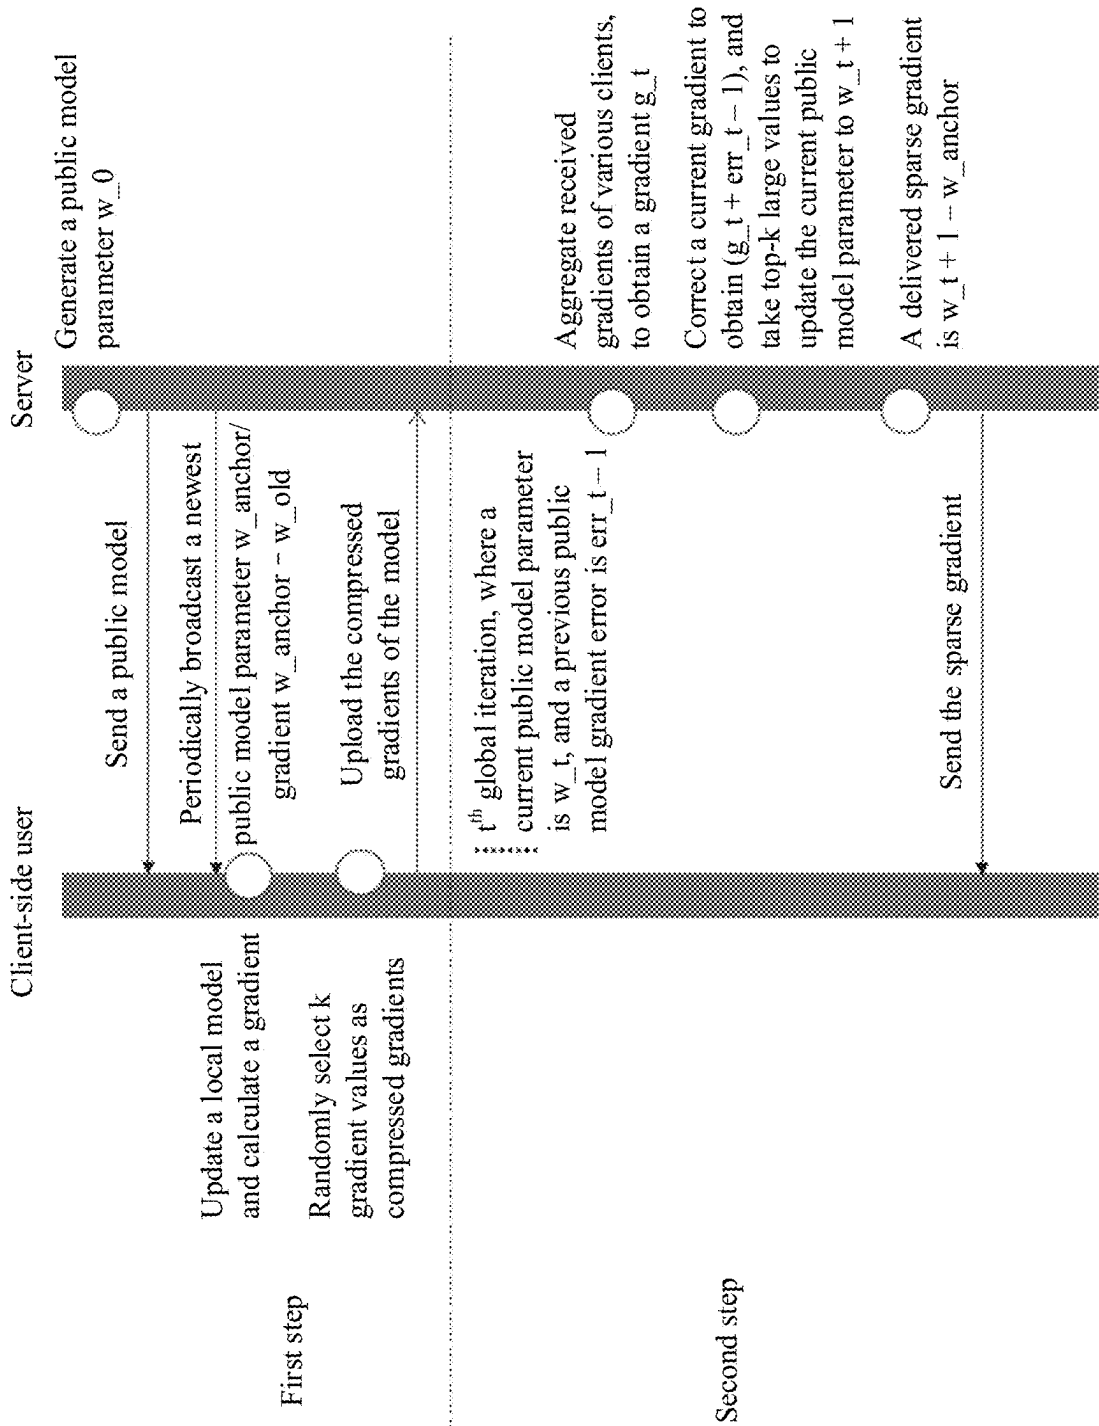 Client-side user
Server
Generate a public model
parameter w_0
Send a public model
Periodically broadcast a newest
public model parameter w_anchor/
gradient w_anchor − w_old
Update a local model
and calculate a gradient
Randomly select k
gradient values as
compressed gradients
Upload the compressed
gradients of the model
First step
t^th global iteration, where a
current public model parameter
is w_t, and a previous public
model gradient error is err_t − 1
Aggregate received
gradients of various clients,
to obtain a gradient g_t
Correct a current gradient to
obtain (g_t + err_t − 1), and
take top-k large values to
update the current public
model parameter to w_t + 1
A delivered sparse gradient
is w_t + 1 − w_anchor
Send the sparse gradient
Second step